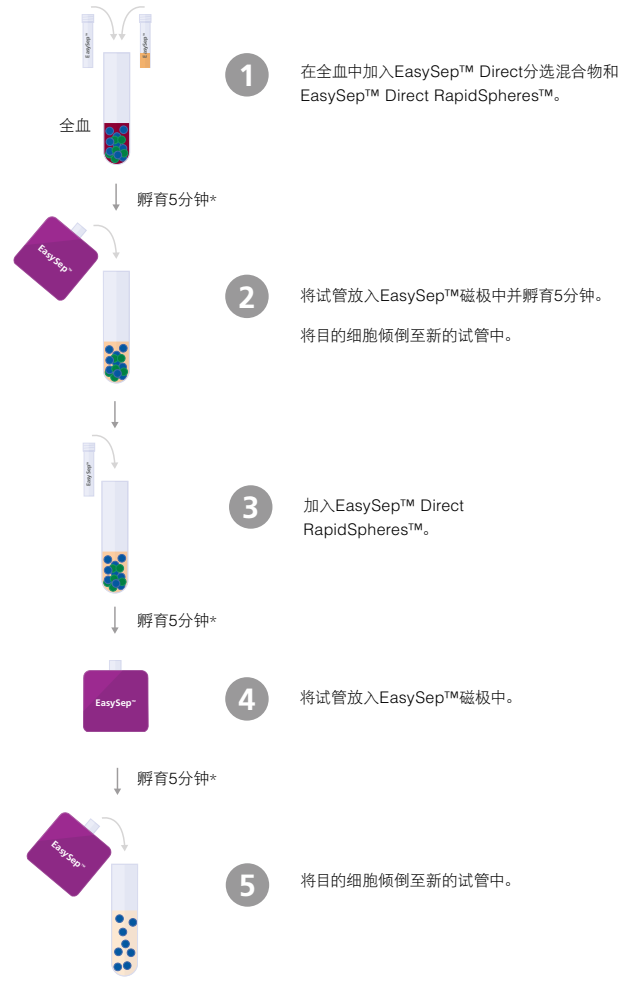 EasySep™
EasySep™
1
在全血中加入EasySep™ Direct分选混合物和
EasySep™ Direct RapidSpheres™。
全血
孵育5分钟*
EasySep™
2
将试管放入EasySep™磁极中并孵育5分钟。
将目的细胞倾倒至新的试管中。
EasySep™
3
加入EasySep™ Direct
RapidSpheres™。
孵育5分钟*
EasySep™
4
将试管放入EasySep™磁极中。
孵育5分钟*
EasySep™
5
将目的细胞倾倒至新的试管中。